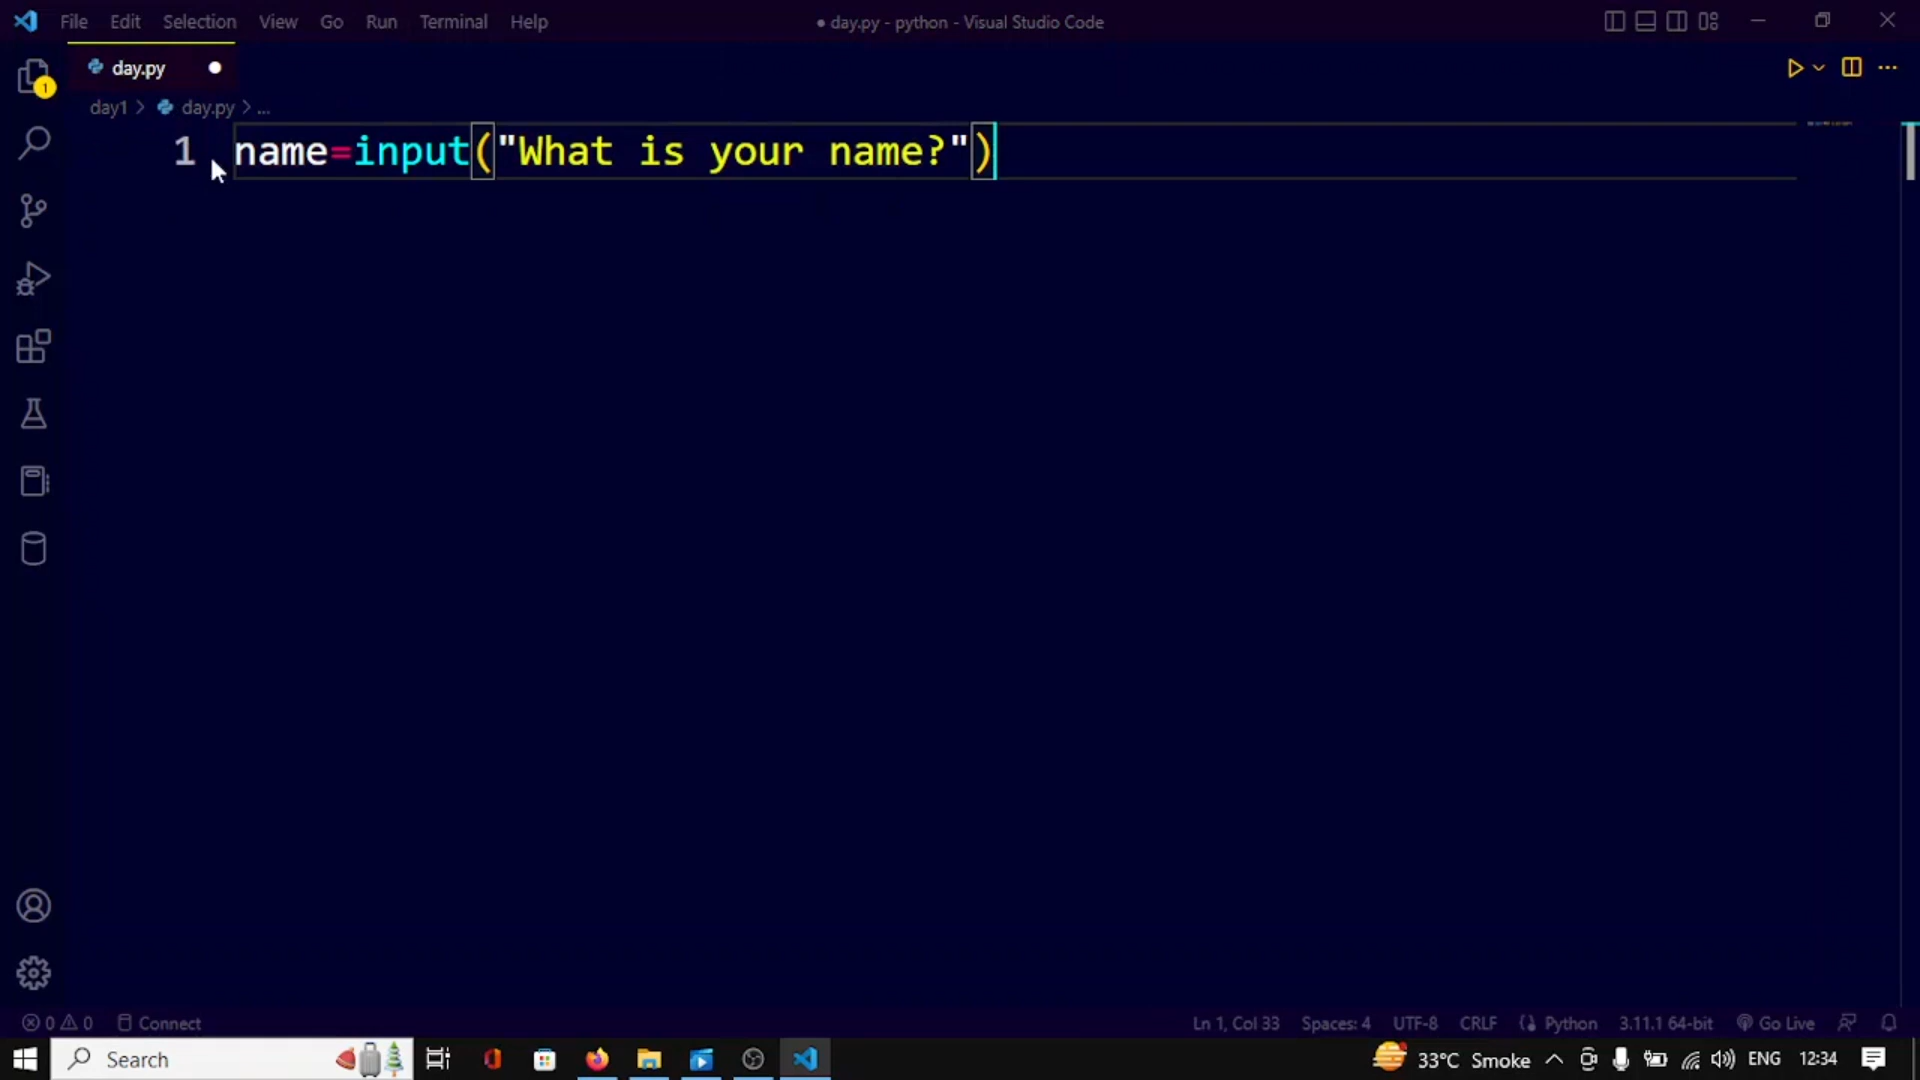 File Edit Selection View Go Run Terminal Help
● day.py - python - Visual Studio Code
day.py
1
day1 > day.py > ...
1 name=input("What is your name?")
0 0 Connect
Ln 1, Col 33 Spaces: 4 UTF-8 CRLF Python 3.11.1 64-bit Go Live
Search
33°C Smoke ENG 12:34